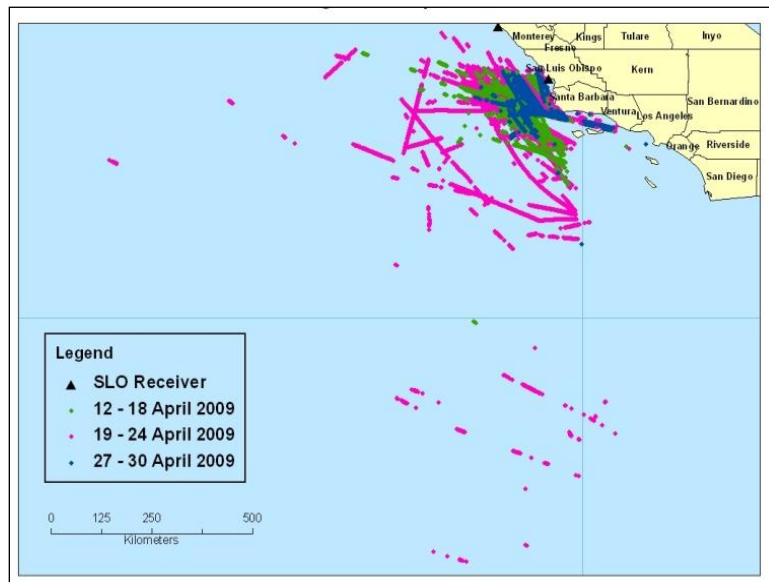 Monterey Kings Tulare Inyo
Fresno
San Luis Obispo Kern
Santa Barbara San Bernardino
Ventura Los Angeles
Orange Riverside
San Diego
Legend
SLO Receiver
12 - 18 April 2009
19 - 24 April 2009
27 - 30 April 2009
0 125 250 500
Kilometers